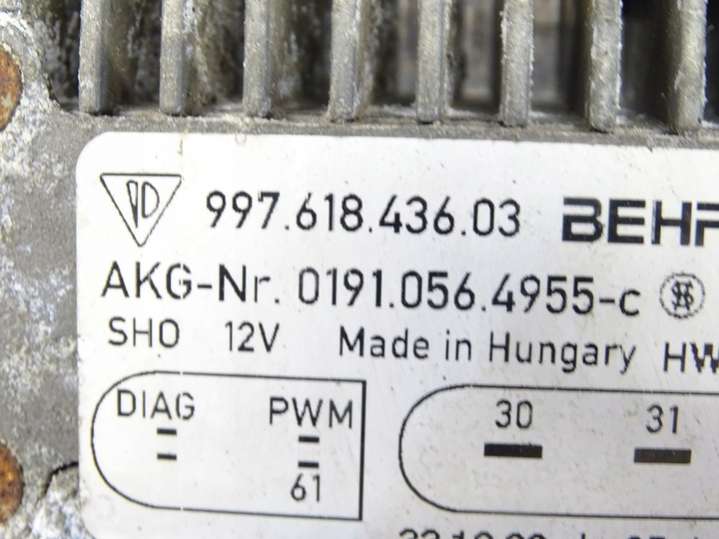 997.618.436.03 BEHR
AKG-Nr. 0191.056.4955-c
SHO 12V Made in Hungary HW
DIAG PWM 30 31
61